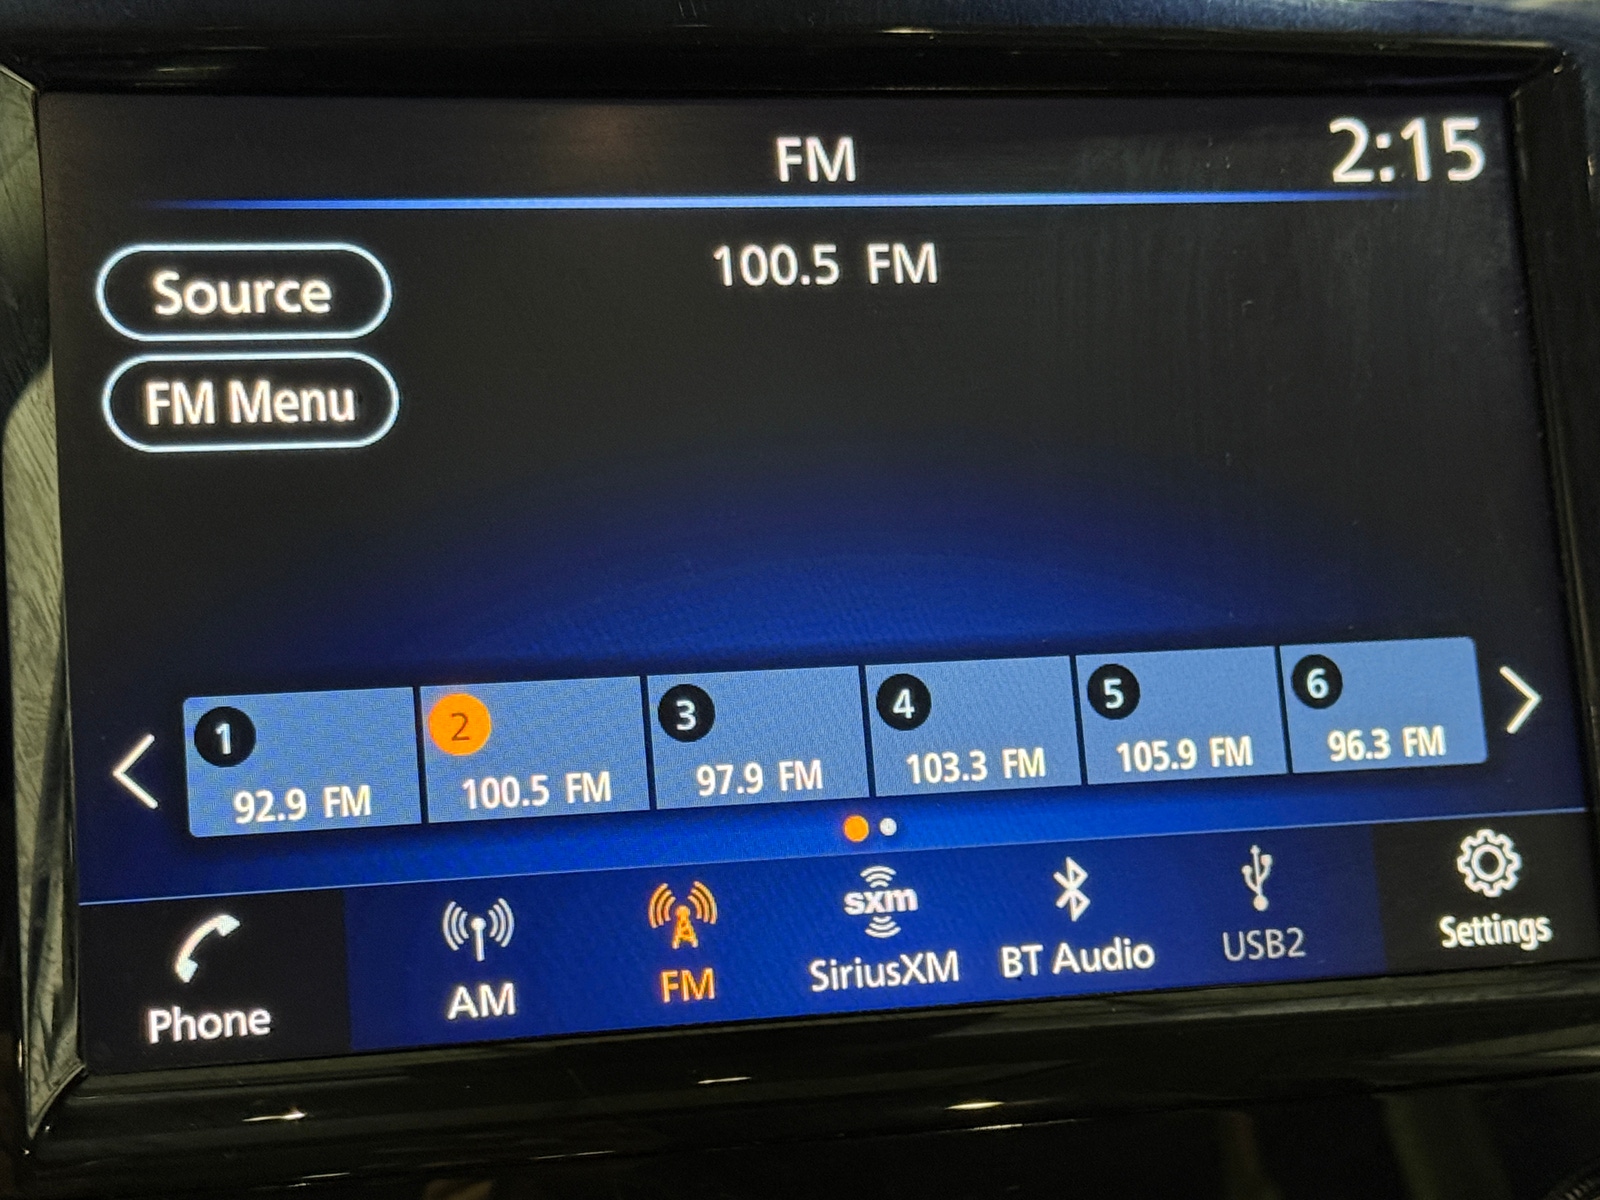 FM
2:15
Source
100.5 FM
FM Menu
1
92.9 FM
2
100.5 FM
3
97.9 FM
4
103.3 FM
5
105.9 FM
6
96.3 FM
Phone
AM
FM
sxm
SiriusXM
BT Audio
USB2
Settings